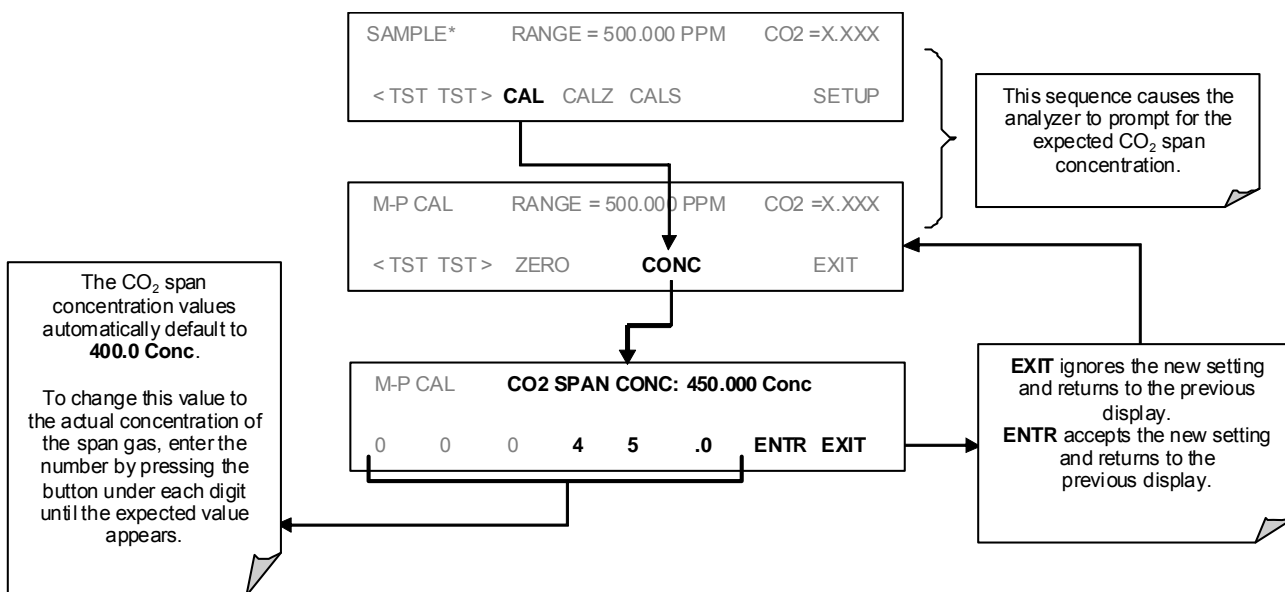 SAMPLE* RANGE = 500.000 PPM CO2 =X.XXX
< TST TST > CAL CALZ CALS SETUP
This sequence causes the
analyzer to prompt for the
expected CO₂ span
concentration.
M-P CAL RANGE = 500.000 PPM CO2 =X.XXX
< TST TST > ZERO CONC EXIT
The CO₂ span
concentration values
automatically default to
400.0 Conc.
To change this value to
the actual concentration of
the span gas, enter the
number by pressing the
button under each digit
until the expected value
appears.
M-P CAL CO2 SPAN CONC: 450.000 Conc
0 0 0 4 5 .0 ENTR EXIT
EXIT ignores the new setting
and returns to the previous
display.
ENTR accepts the new setting
and returns to the
previous display.